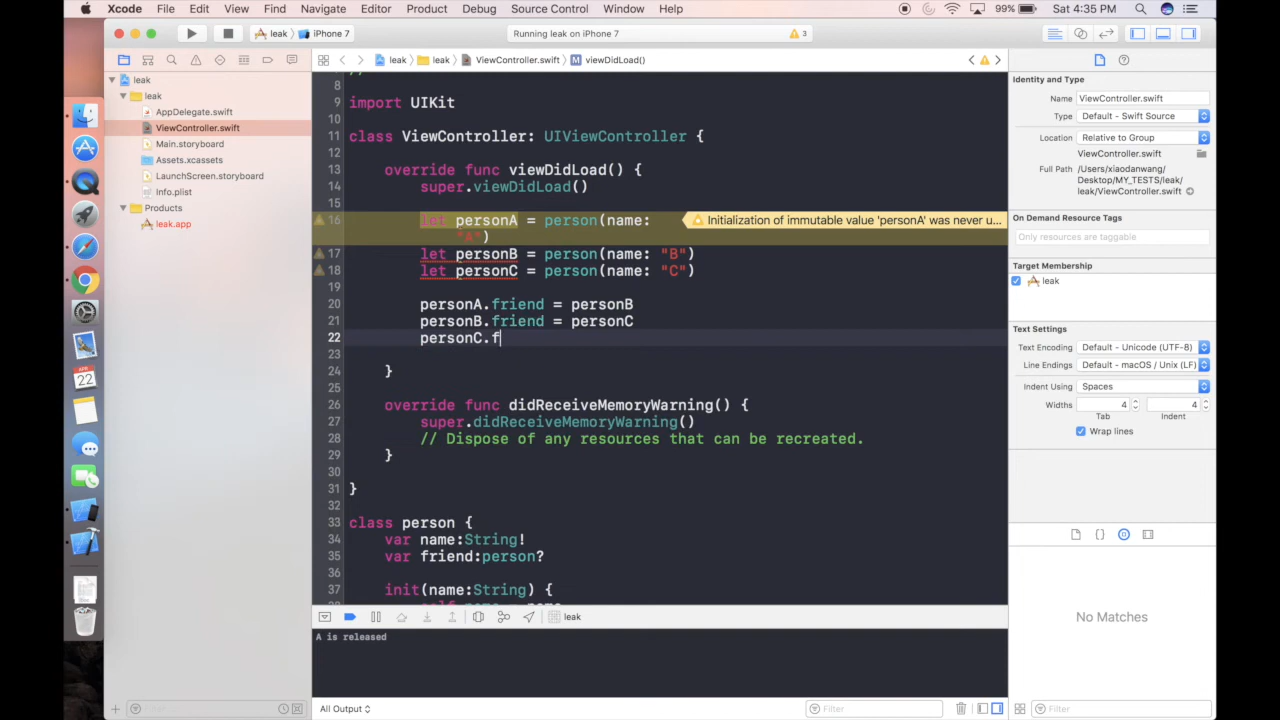 Xcode File Edit View Find Navigate Editor Product Debug Source Control Window Help 99% Sat 4:35 PM
leak iPhone 7 Running leak on iPhone 7 3
leak leak ViewController.swift viewDidLoad()
leak
leak
AppDelegate.swift
ViewController.swift
Main.storyboard
Assets.xcassets
LaunchScreen.storyboard
Info.plist
Products
leak.app
APR
22
8 //
9 import UIKit
10
11 class ViewController: UIViewController {
12
13 override func viewDidLoad() {
14 super.viewDidLoad()
15
16 let personA = person(name: Initialization of immutable value 'personA' was never u...
"A")
17 let personB = person(name: "B")
18 let personC = person(name: "C")
19
20 personA.friend = personB
21 personB.friend = personC
22 personC.f
23
24 }
25
26 override func didReceiveMemoryWarning() {
27 super.didReceiveMemoryWarning()
28 // Dispose of any resources that can be recreated.
29 }
30
31 }
32
33 class person {
34 var name:String!
35 var friend:person?
36
37 init(name:String) {
leak
A is released
All Output
Filter
Identity and Type
Name ViewController.swift
Type Default - Swift Source
Location Relative to Group
ViewController.swift
Full Path /Users/xiaodanwang/
Desktop/MY_TESTS/leak/
leak/ViewController.swift
On Demand Resource Tags
Only resources are taggable
Target Membership
leak
Text Settings
Text Encoding Default - Unicode (UTF-8)
Line Endings Default - macOS / Unix (LF)
Indent Using Spaces
Widths 4 4
Tab Indent
Wrap lines
No Matches
Filter